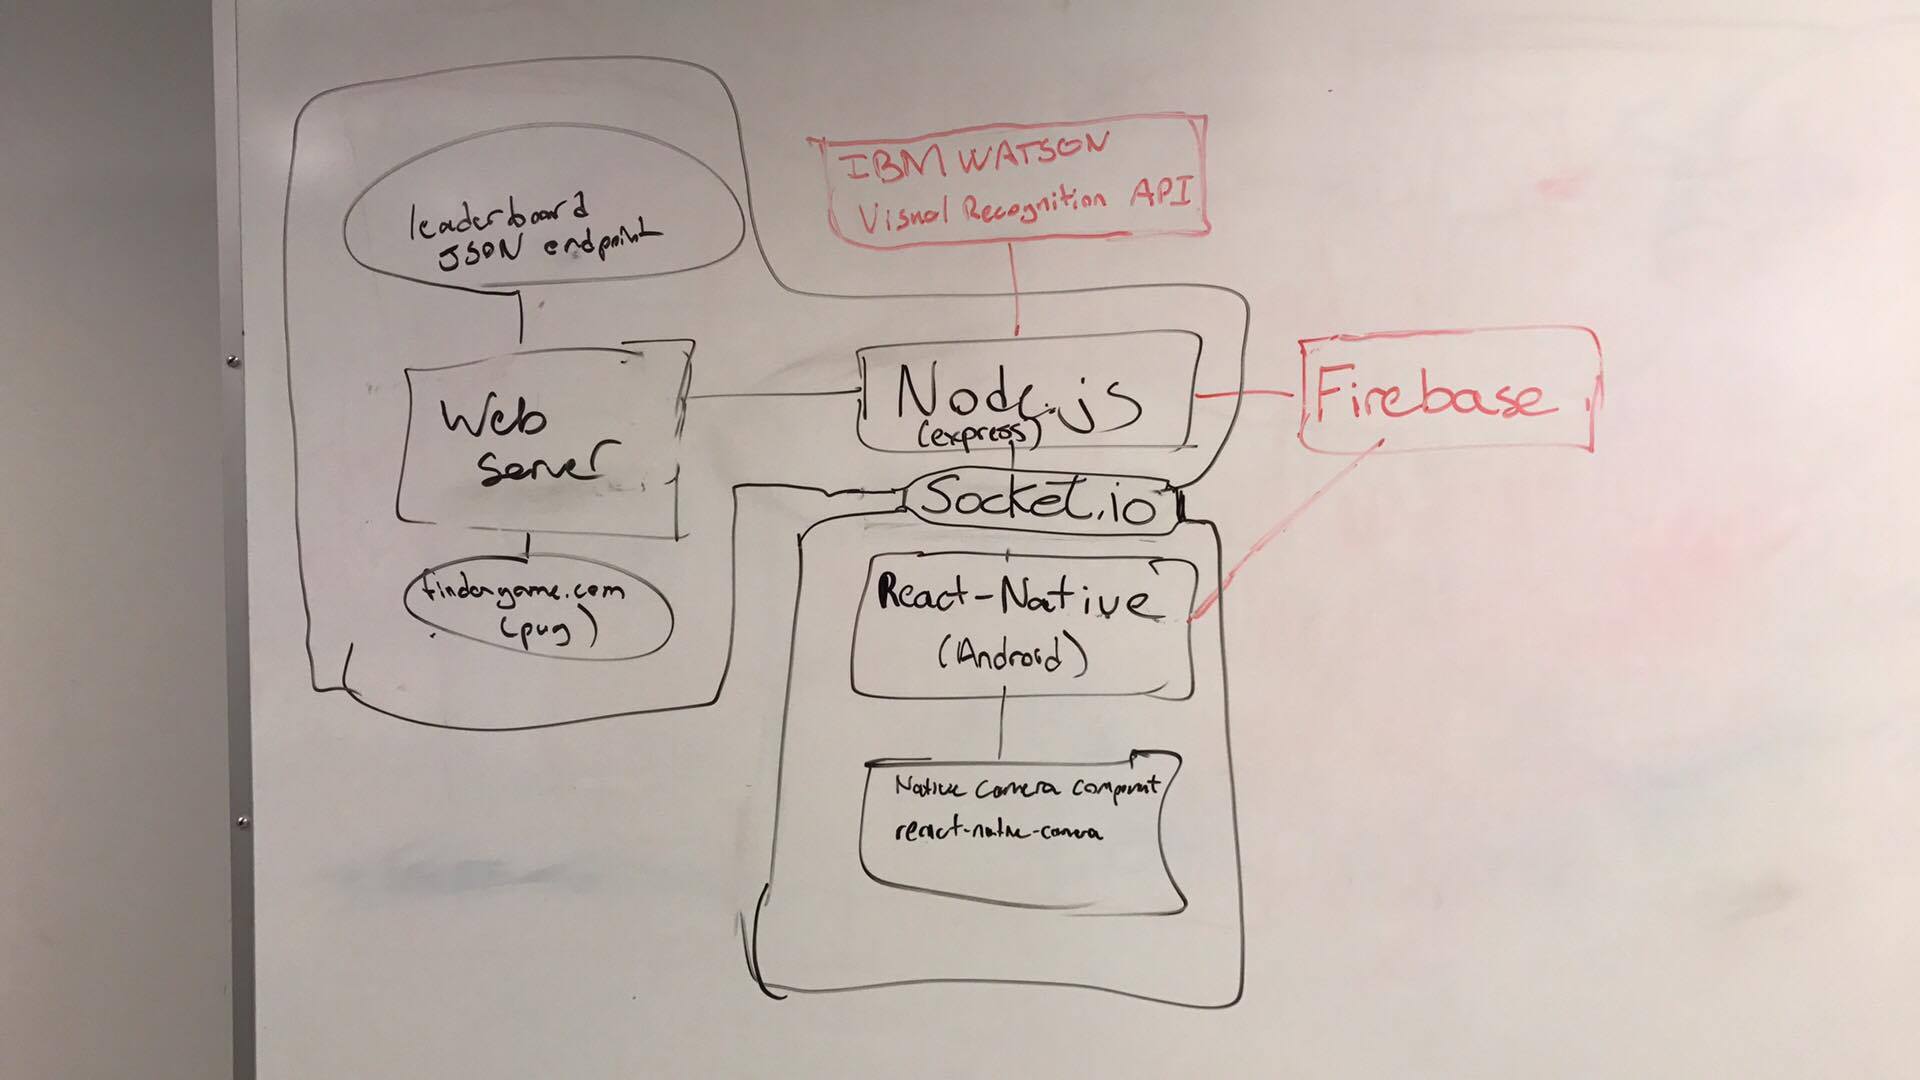 IBM WATSON
Visual Recognition API
leaderboard
JSON endpoint
Web
Server
Node.js
(express)
Firebase
Socket.io
findangame.com
(pug)
React-Native
(Android)
Native Camera Component
react-native-camera